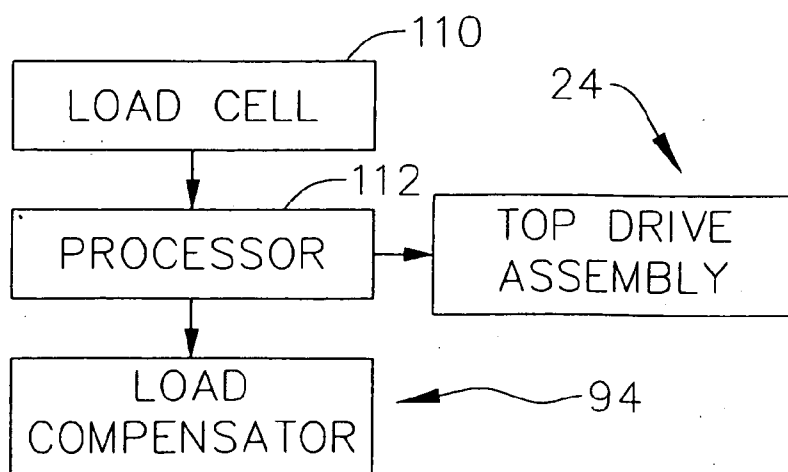 110
LOAD CELL
24
112
PROCESSOR
TOP DRIVE
ASSEMBLY
LOAD
COMPENSATOR
94